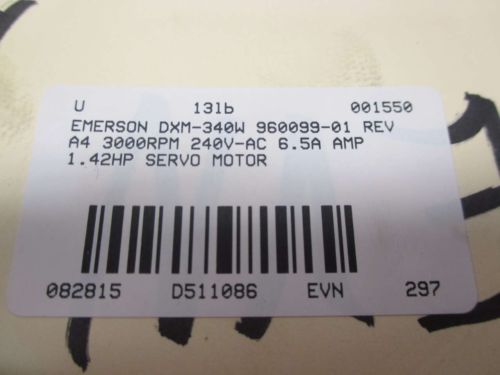 U 13lb 001550
EMERSON DXM-340W 960099-01 REV
A4 3000RPM 240V-AC 6.5A AMP
1.42HP SERVO MOTOR
082815 D511086 EVN 297